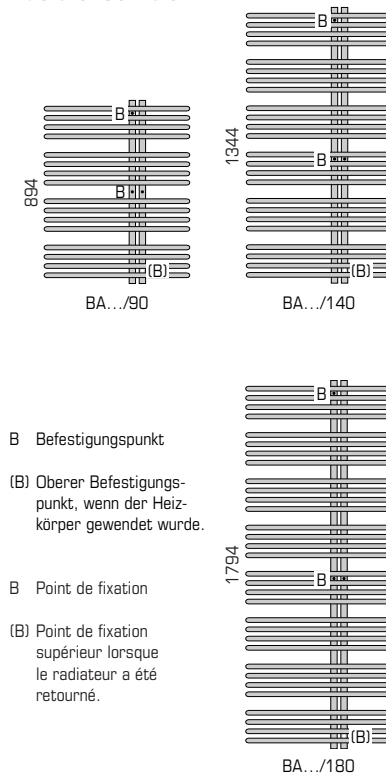 B
B
894
B
B
(B)
1344
(B)
BA.../90
BA.../140
B
B Befestigungspunkt
(B) Oberer Befestigungs-
punkt, wenn der Heiz-
körper gewendet wurde.
1794
B
B Point de fixation
(B) Point de fixation
supérieur lorsque
le radiateur a été
retourné.
(B)
BA.../180